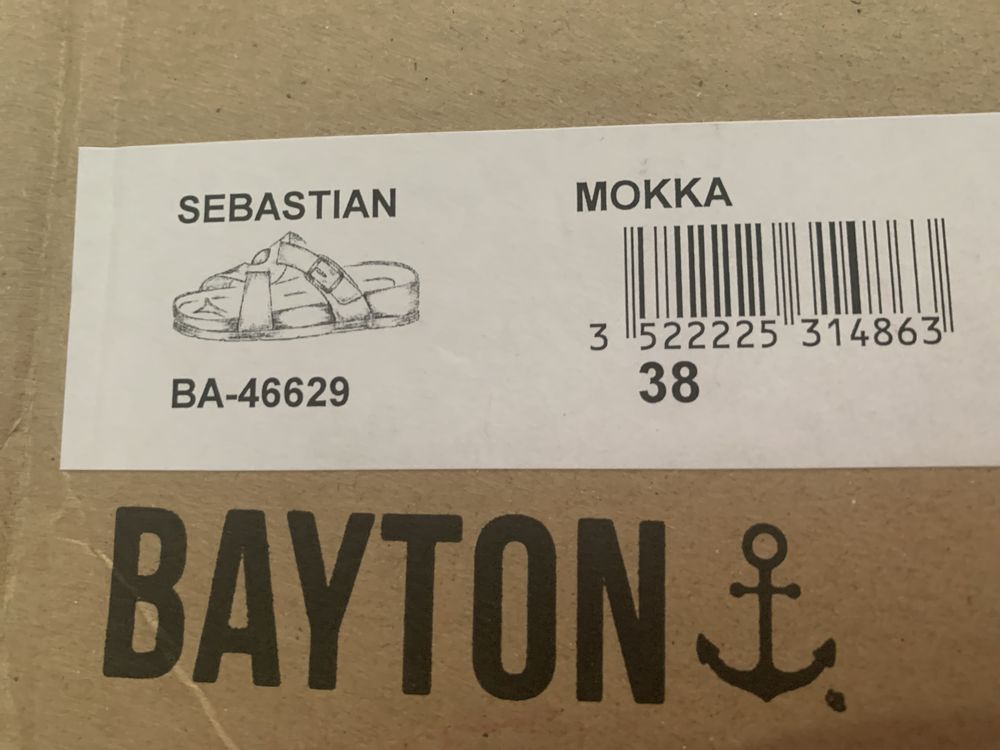 SEBASTIAN
MOKKA
3 522225 314863
38
BA-46629
BAYTON